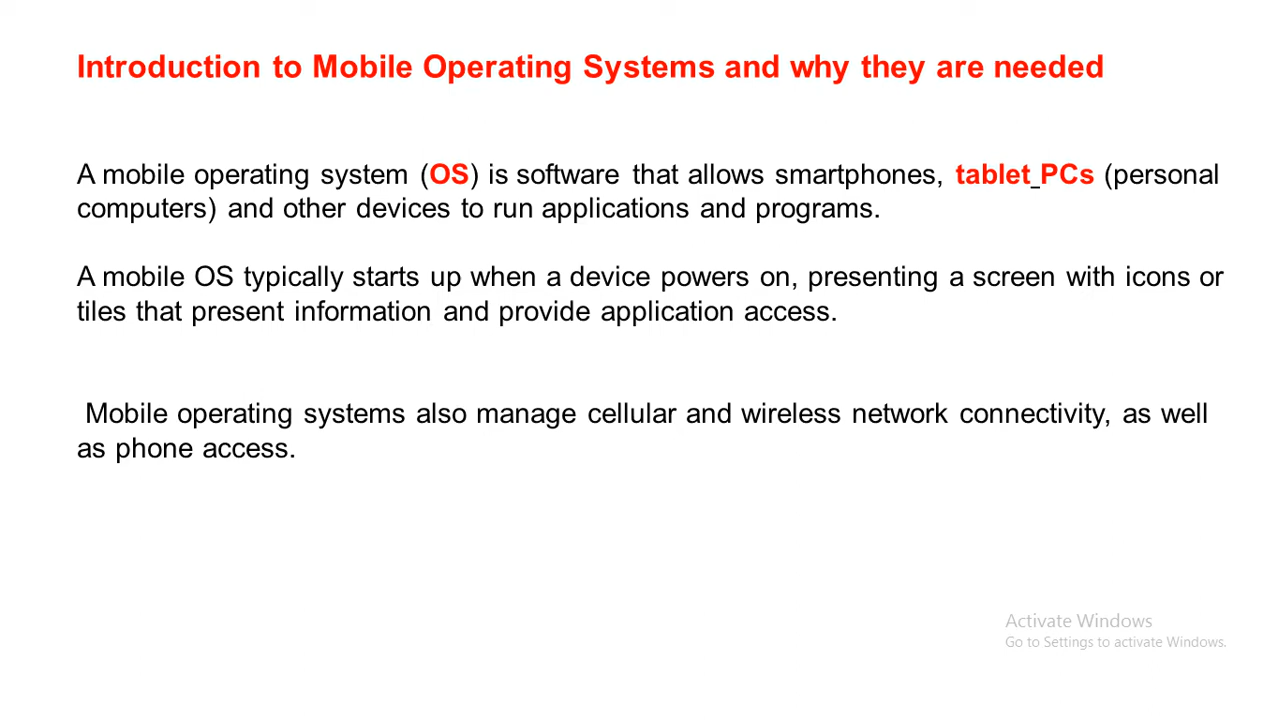 Introduction to Mobile Operating Systems and why they are needed
A mobile operating system (OS) is software that allows smartphones, tablet PCs (personal
computers) and other devices to run applications and programs.
A mobile OS typically starts up when a device powers on, presenting a screen with icons or
tiles that present information and provide application access.
Mobile operating systems also manage cellular and wireless network connectivity, as well
as phone access.
Activate Windows
Go to Settings to activate Windows.